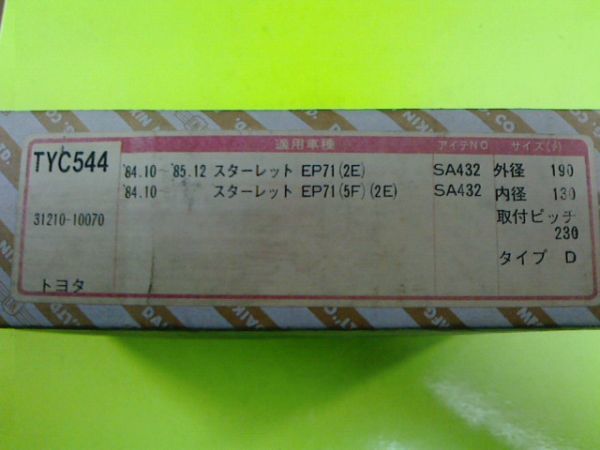 適用車種 アイテNO サイズ(タ)
TYC544
'84.10~'85.12 スターレット EP71(2E) SA432 外径 190
'84.10~ スターレット EP71(5F)(2E) SA432 内径 130
31210-10070
取付ピッチ
230
タイプ D
トヨタ